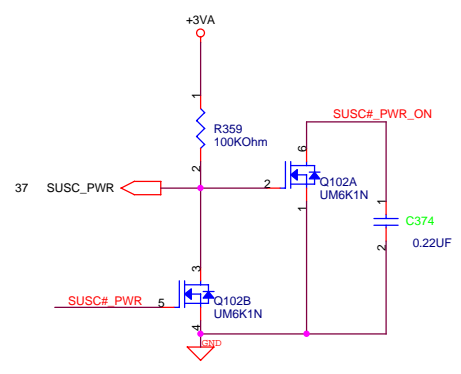 +3VA
1
R359
100KOhm
2
SUSC#_PWR_ON
6
37 SUSC_PWR
2
Q102A
UM6K1N
1
1
C374
0.22UF
2
3
SUSC#_PWR
5
Q102B
UM6K1N
4
GND